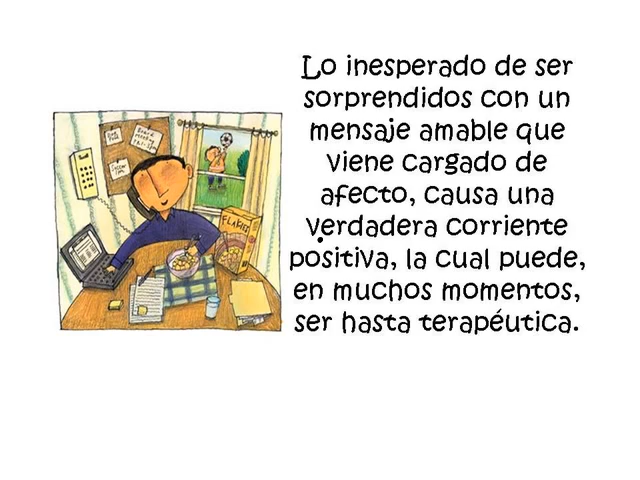 Lo inesperado de ser
sorprendidos con un
mensaje amable que
viene cargado de
afecto, causa una
verdadera corriente
positiva, la cual puede,
en muchos momentos,
ser hasta terapéutica.
FLAKES